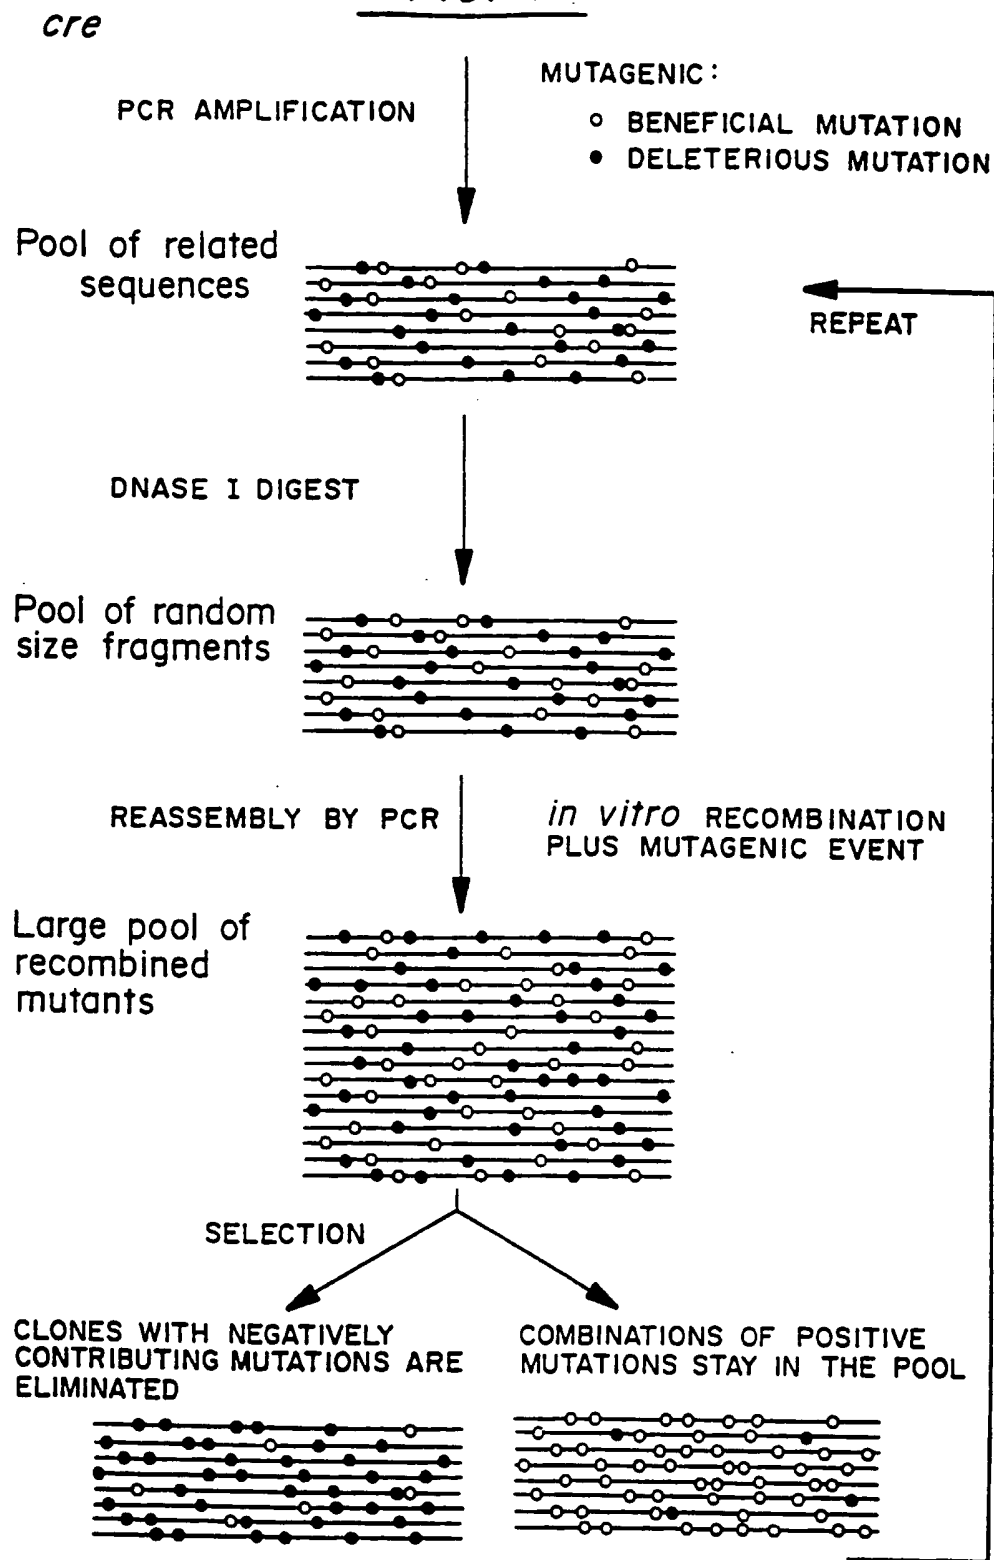 cre
MUTAGENIC:
PCR AMPLIFICATION
BENEFICIAL MUTATION
DELETERIOUS MUTATION
Pool of related
sequences
REPEAT
DNASE I DIGEST
Pool of random
size fragments
REASSEMBLY BY PCR
in vitro RECOMBINATION
PLUS MUTAGENIC EVENT
Large pool of
recombined
mutants
SELECTION
CLONES WITH NEGATIVELY
CONTRIBUTING MUTATIONS ARE
ELIMINATED
COMBINATIONS OF POSITIVE
MUTATIONS STAY IN THE POOL